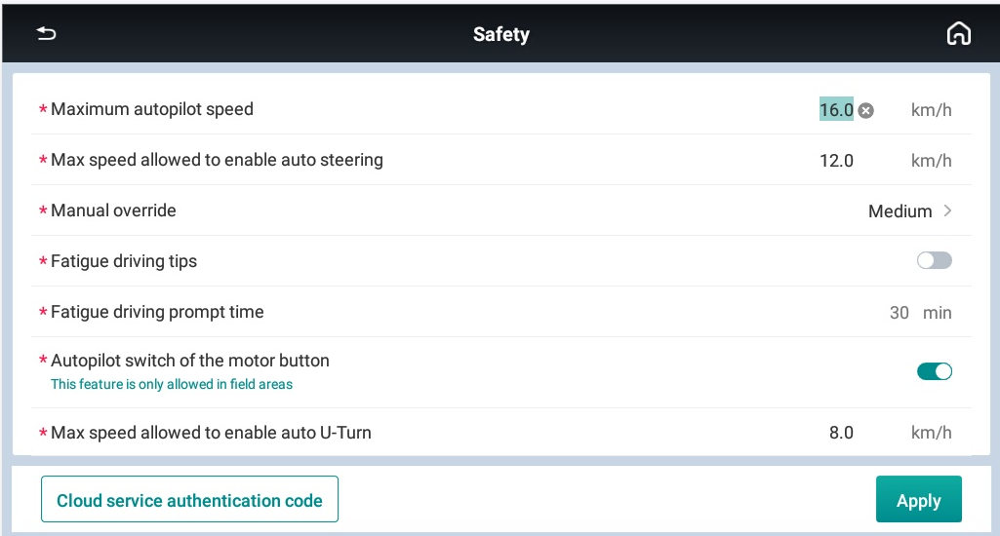 Safety
* Maximum autopilot speed 16.0 km/h
* Max speed allowed to enable auto steering 12.0 km/h
* Manual override Medium >
* Fatigue driving tips
* Fatigue driving prompt time 30 min
* Autopilot switch of the motor button
This feature is only allowed in field areas
* Max speed allowed to enable auto U-Turn 8.0 km/h
Cloud service authentication code Apply